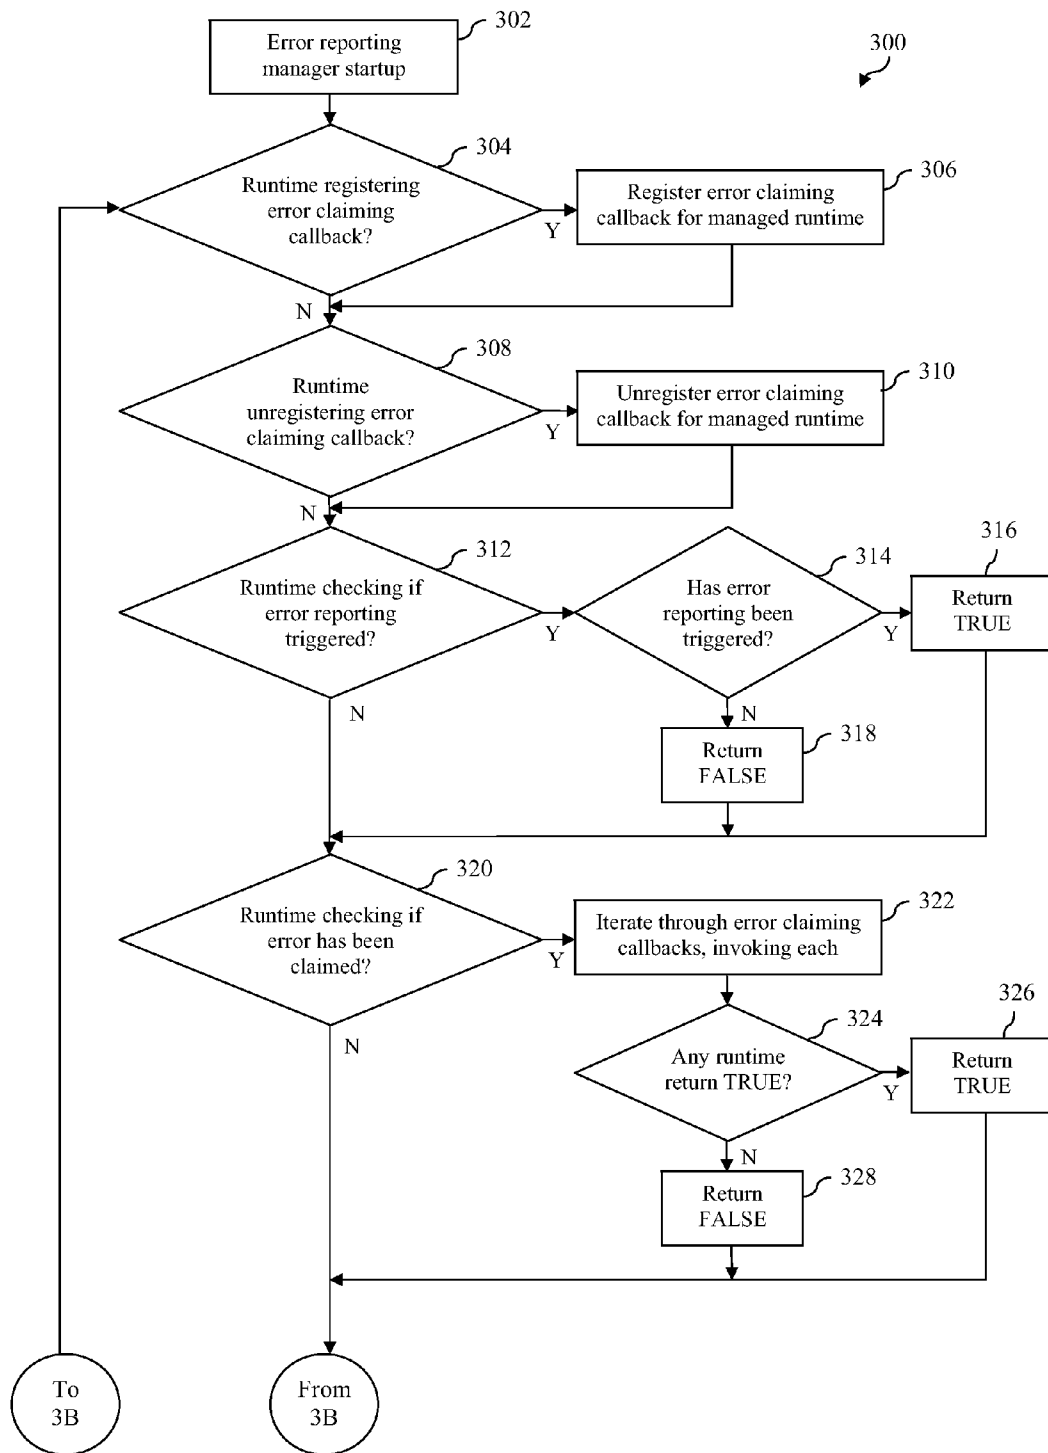 302
Error reporting
manager startup
300
304
Runtime registering
error claiming
callback?
Y
306
Register error claiming
callback for managed runtime
N
308
Runtime
unregistering error
claiming callback?
Y
310
Unregister error claiming
callback for managed runtime
N
312
Runtime checking if
error reporting
triggered?
Y
314
Has error
reporting been
triggered?
Y
316
Return
TRUE
N
N
318
Return
FALSE
320
Runtime checking if
error has been
claimed?
Y
322
Iterate through error claiming
callbacks, invoking each
N
324
Any runtime
return TRUE?
Y
326
Return
TRUE
N
328
Return
FALSE
To
3B
From
3B